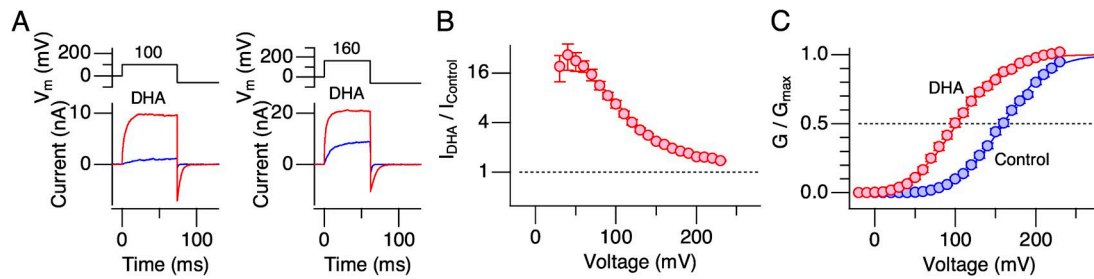 A
B
C
100
160
200
0
V_m (mV)
200
0
V_m (mV)
DHA
DHA
10
0
Current (nA)
20
0
Current (nA)
0
100
Time (ms)
0
100 ms
Time (ms)
16
4
1
I_DHA / I_Control
0
100
200
Voltage (mV)
1.0
0.5
0.0
G / G_max
DHA
Control
0
100
200
Voltage (mV)